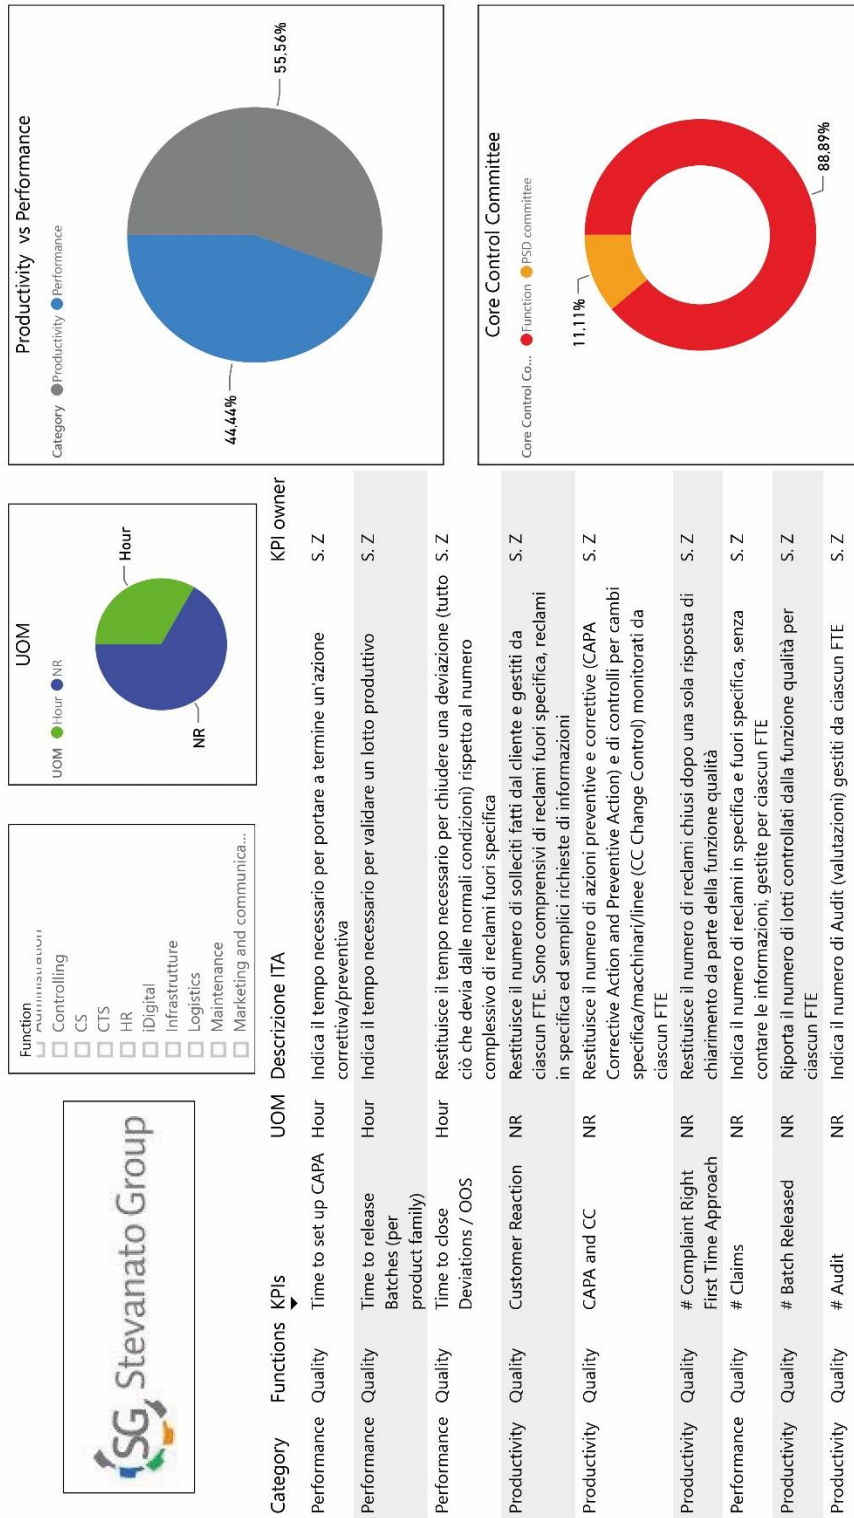 SG Stevanato Group
Function
Administration
Controlling
CS
CTS
HR
iDigital
Infrastrutture
Logistics
Maintenance
Marketing and communica...
UOM
UOM Hour NR
Hour
NR
Productivity vs Performance
Category Productivity Performance
44.44%
55.56%
Category Functions KPIs UOM Descrizione ITA KPI owner
Performance Quality Time to set up CAPA Hour Indica il tempo necessario per portare a termine un'azione S. Z
correttiva/preventiva
Performance Quality Time to release Hour Indica il tempo necessario per validare un lotto produttivo S. Z
Batches (per
product family)
Performance Quality Time to close Hour Restituisce il tempo necessario per chiudere una deviazione (tutto S. Z
Deviations / OOS ciò che devia dalle normali condizioni) rispetto al numero
complessivo di reclami fuori specifica
Productivity Quality Customer Reaction NR Restituisce il numero di solleciti fatti dal cliente e gestiti da S. Z
ciascun FTE. Sono comprensivi di reclami fuori specifica, reclami
in specifica ed semplici richieste di informazioni
Productivity Quality CAPA and CC NR Restituisce il numero di azioni preventive e correttive (CAPA S. Z
Corrective Action and Preventive Action) e di controlli per cambi
specifica/macchinari/linee (CC Change Control) monitorati da
ciascun FTE
Productivity Quality # Complaint Right NR Restituisce il numero di reclami chiusi dopo una sola risposta di S. Z
First Time Approach chiarimento da parte della funzione qualità
Performance Quality # Claims NR Indica il numero di reclami in specifica e fuori specifica, senza S. Z
contare le informazioni, gestite per ciascun FTE
Productivity Quality # Batch Released NR Riporta il numero di lotti controllati dalla funzione qualità per S. Z
ciascun FTE
Productivity Quality # Audit NR Indica il numero di Audit (valutazioni) gestiti da ciascun FTE S. Z
Core Control Committee
Core Control Co... Function PSD committee
11.11%
88.89%